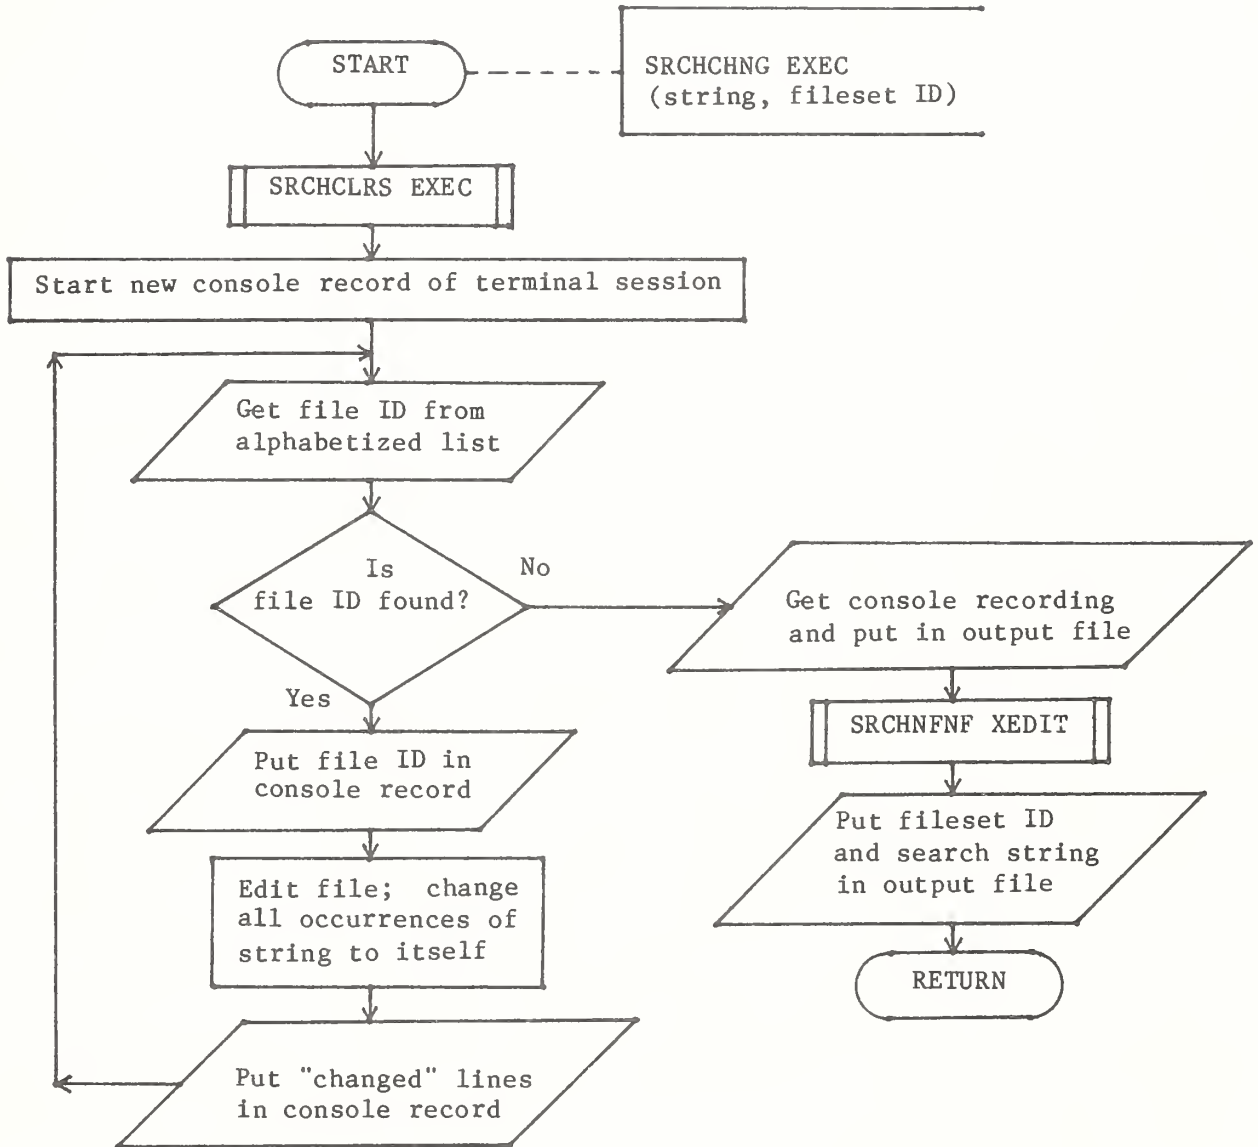 START
SRCHCHNG EXEC
(string, fileset ID)
SRCHCLRS EXEC
Start new console record of terminal session
Get file ID from
alphabetized list
Is
file ID found?
No
Yes
Put file ID in
console record
Edit file; change
all occurrences of
string to itself
Put "changed" lines
in console record
Get console recording
and put in output file
SRCHNFNF XEDIT
Put fileset ID
and search string
in output file
RETURN